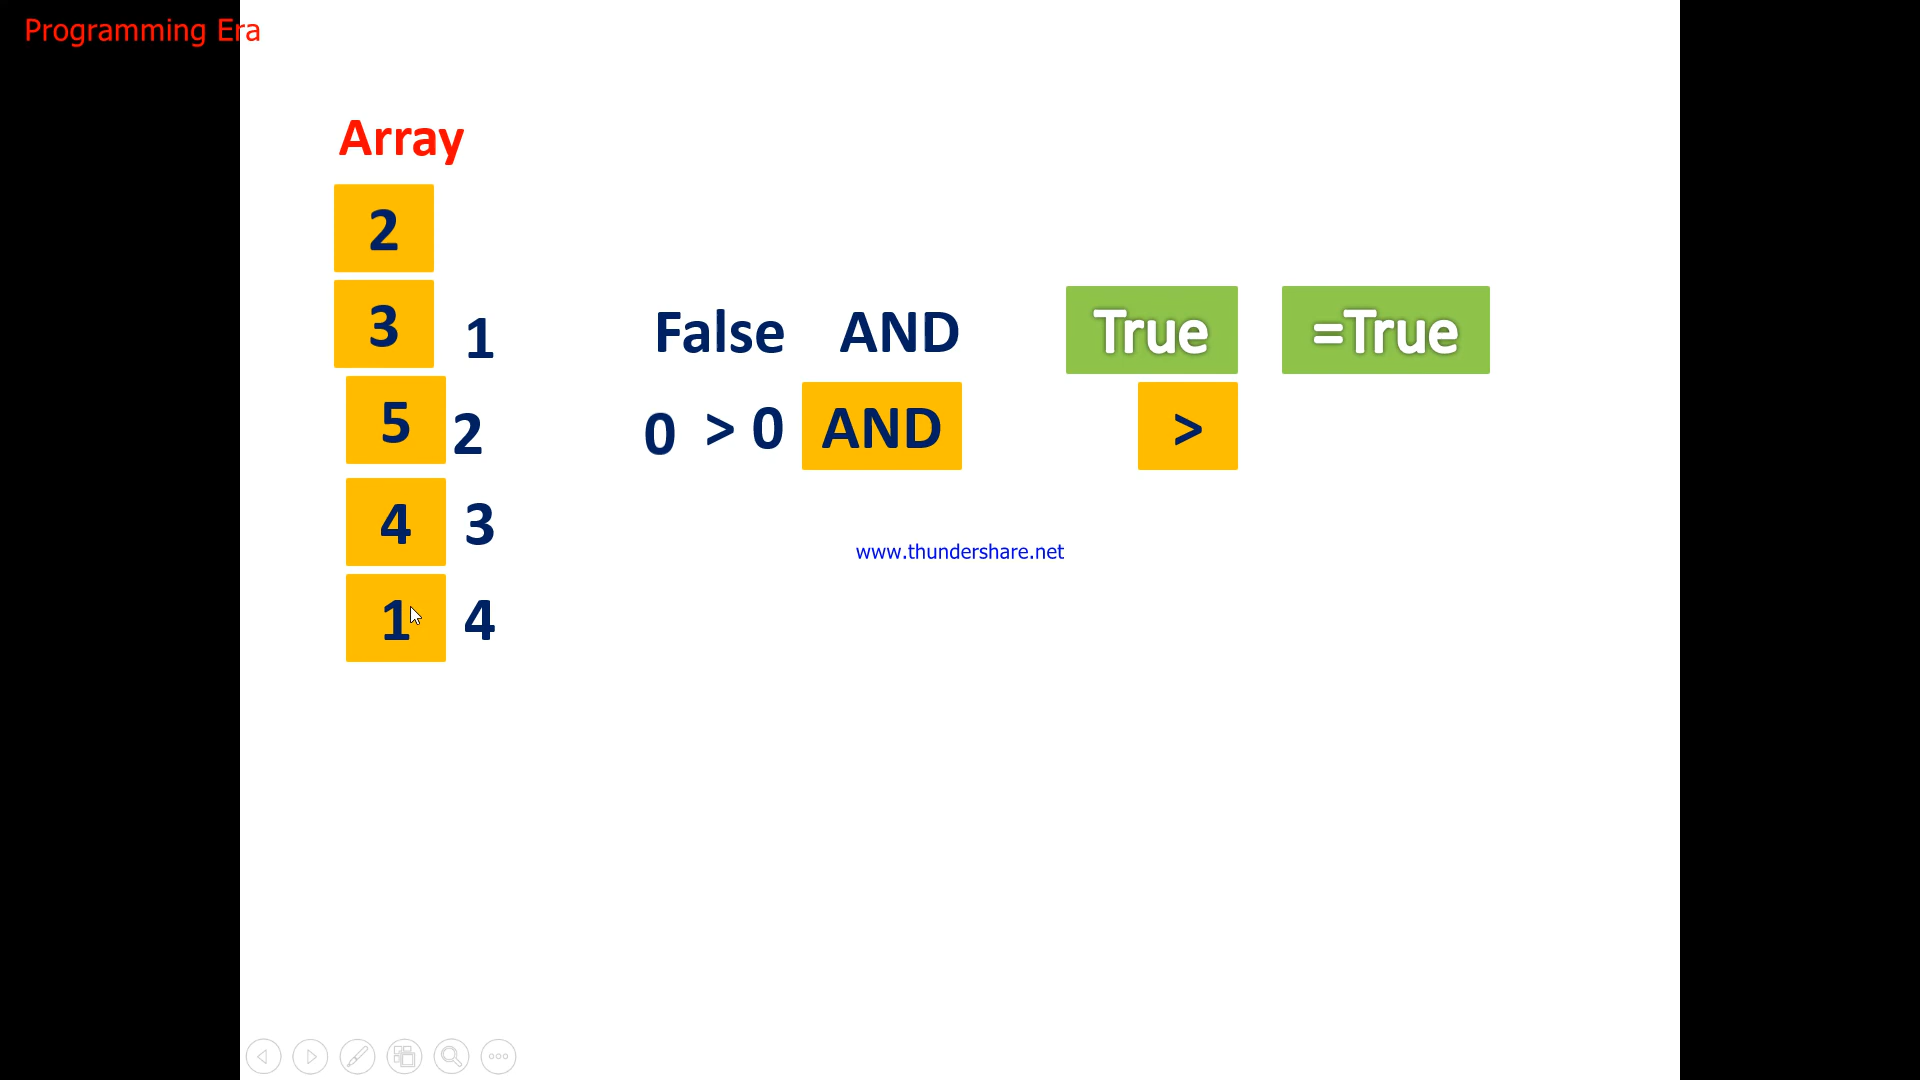 Programming Era
Array
2
3 1 False AND True =True
5 2 0 > 0 AND >
4 3
www.thundershare.net
1 4